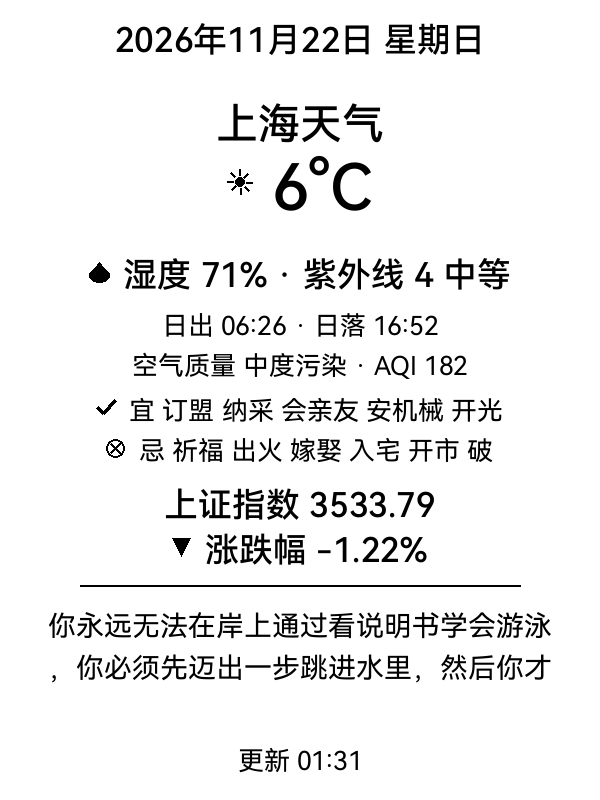 2026年11月22日 星期日
上海天气
6°C
湿度 71% · 紫外线 4 中等
日出 06:26 · 日落 16:52
空气质量 中度污染 · AQI 182
宜 订盟 纳采 会亲友 安机械 开光
忌 祈福 出火 嫁娶 入宅 开市 破
上证指数 3533.79
▼ 涨跌幅 -1.22%
你永远无法在岸上通过看说明书学会游泳
，你必须先迈出一步跳进水里，然后你才
更新 01:31